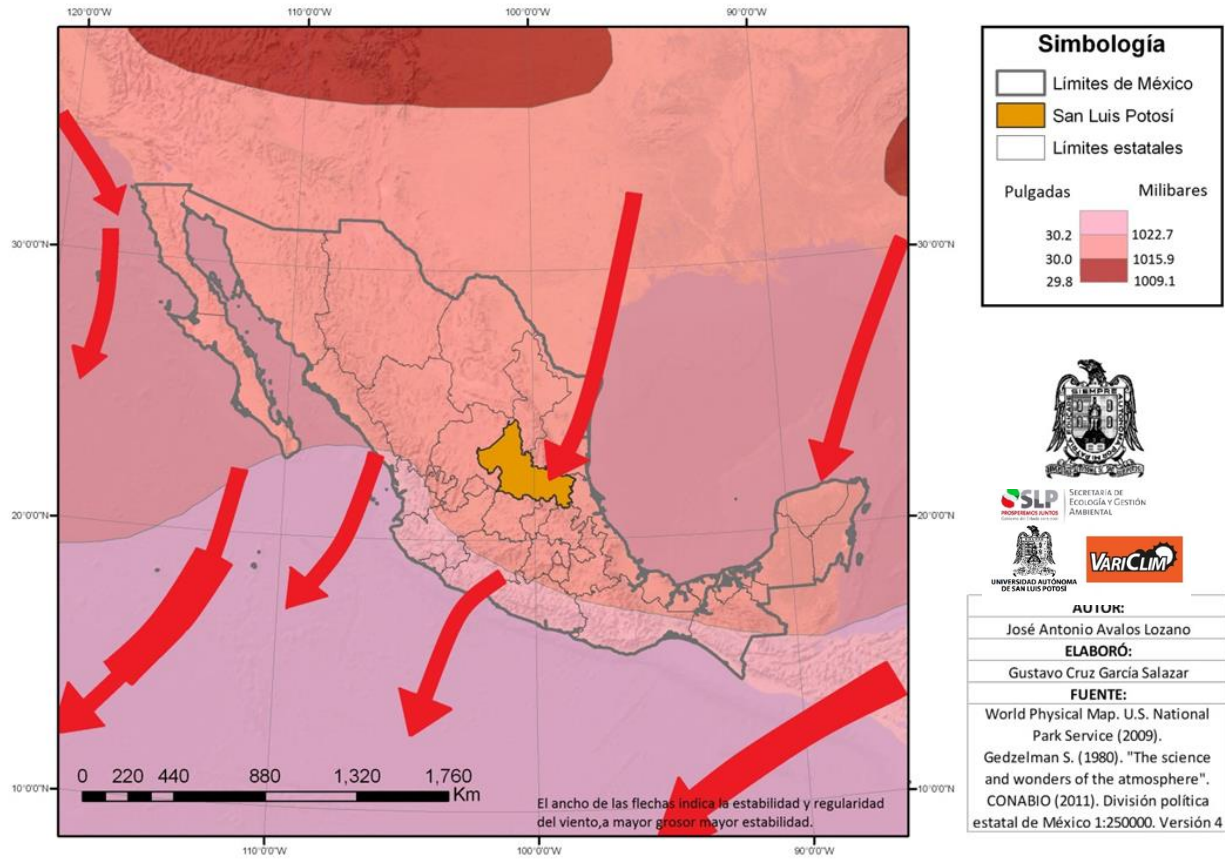 120°0'0"W
110°0'0"W
100°0'0"W
90°0'0"W
30°0'0"N
30°0'0"N
20°0'0"N
20°0'0"N
10°0'0"N
10°0'0"N
0 220 440 880 1,320 1,760
Km
El ancho de las flechas indica la estabilidad y regularidad
del viento,a mayor grosor mayor estabilidad.
110°0'0"W
100°0'0"W
90°0'0"W
Simbología
Límites de México
San Luis Potosí
Límites estatales
Pulgadas Milibares
30.2 1022.7
30.0 1015.9
29.8 1009.1
SIEMPRE AUTONOMA
SLP
PROSPEREMOS JUNTOS
SECRETARÍA DE
ECOLOGÍA Y GESTIÓN
AMBIENTAL
UNIVERSIDAD AUTÓNOMA
DE SAN LUIS POTOSÍ
VARICLIM
AUTOR:
José Antonio Avalos Lozano
ELABORÓ:
Gustavo Cruz García Salazar
FUENTE:
World Physical Map. U.S. National
Park Service (2009).
Gedzelman S. (1980). "The science
and wonders of the atmosphere".
CONABIO (2011). División política
estatal de México 1:250000. Versión 4